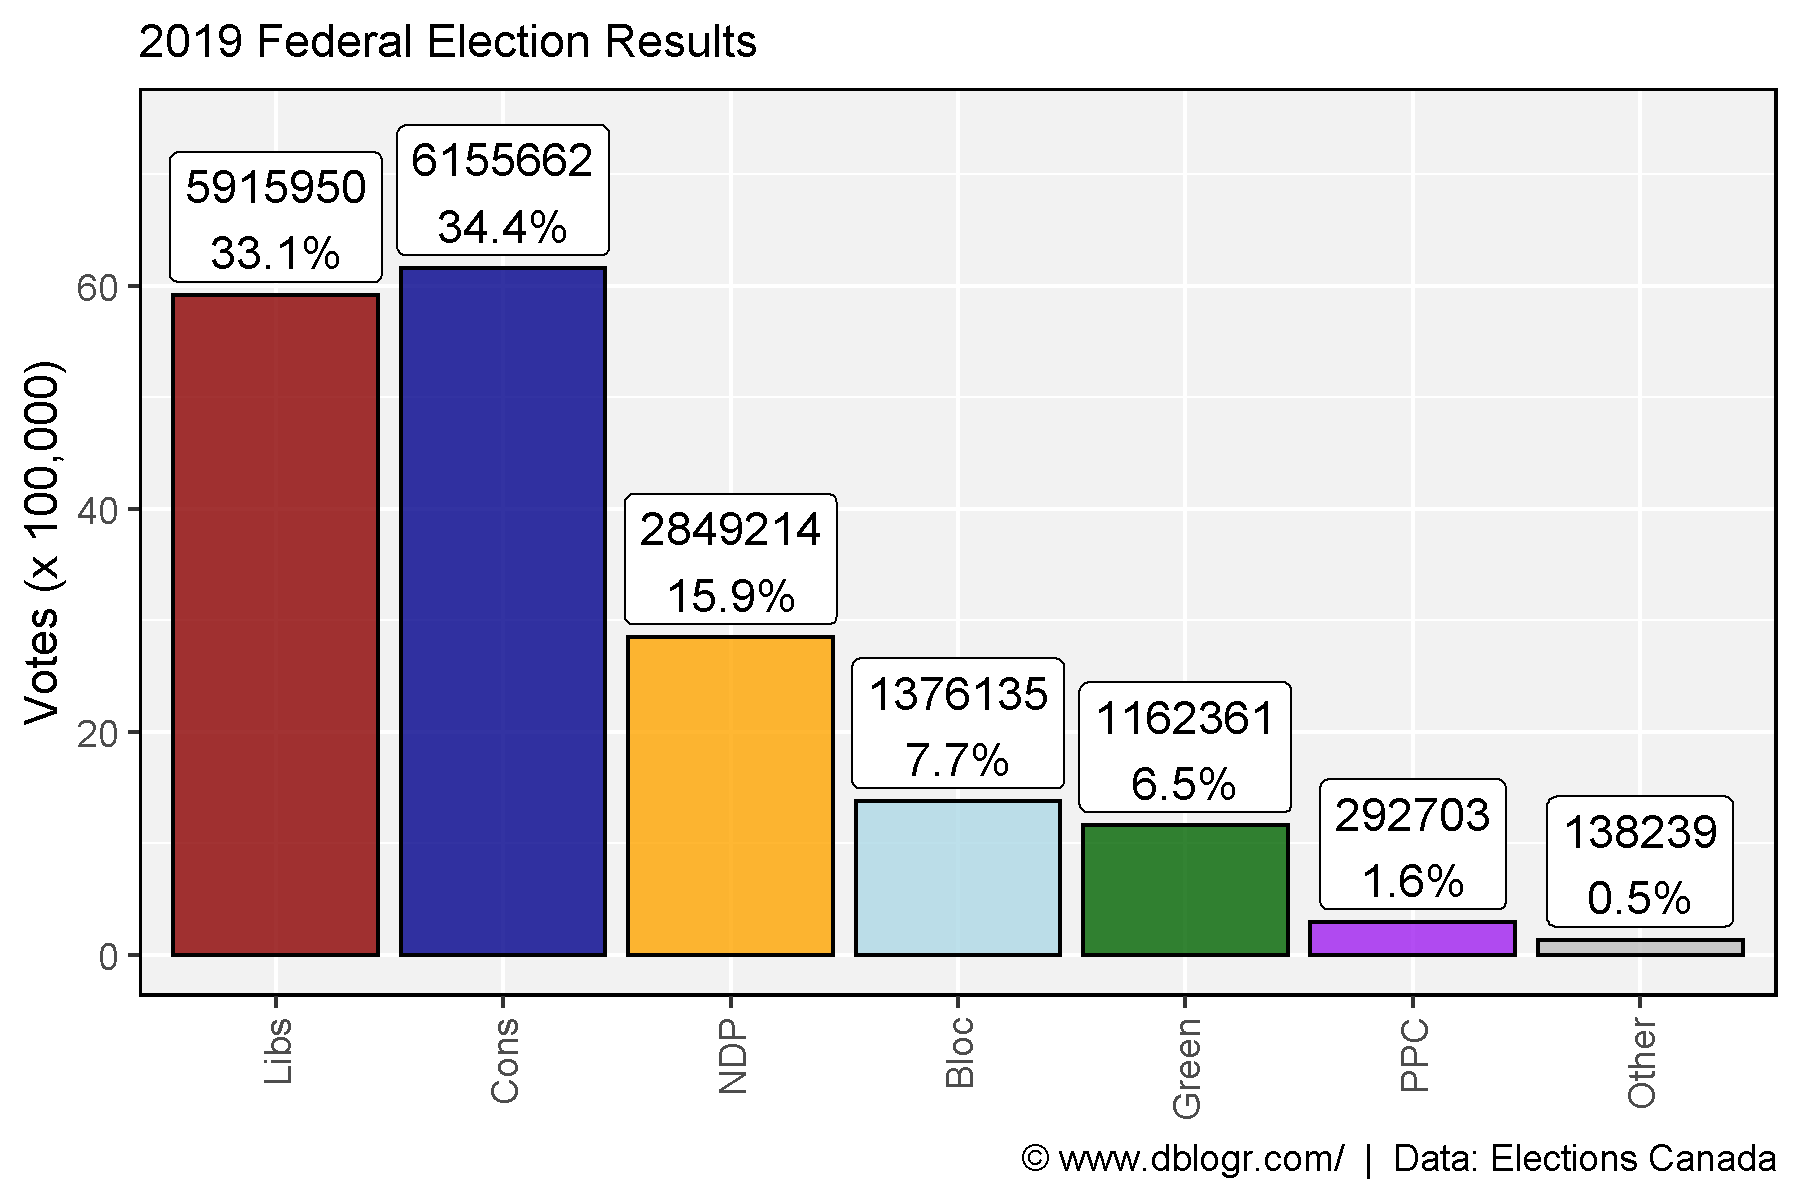 2019 Federal Election Results
Votes (x 100,000)
60
40
20
0
5915950
33.1%
6155662
34.4%
2849214
15.9%
1376135
7.7%
1162361
6.5%
292703
1.6%
138239
0.5%
Libs
Cons
NDP
Bloc
Green
PPC
Other
© www.dblogr.com/ | Data: Elections Canada